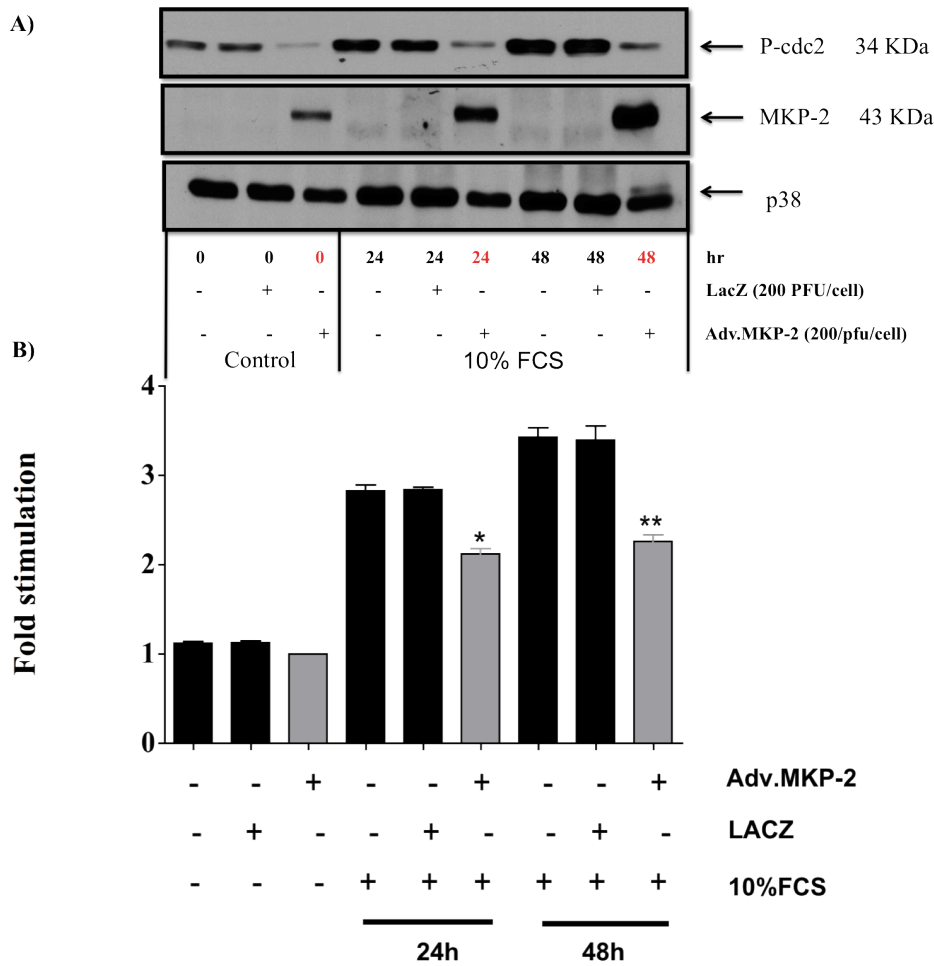 A)
P-cdc2 34 KDa
MKP-2 43 KDa
p38
0 0 0 24 24 24 48 48 48 hr
- + - - + - - + - LacZ (200 PFU/cell)
- - + - - + - - + Adv.MKP-2 (200/pfu/cell)
Control 10% FCS
B)
Fold stimulation
4
3
2
1
0
*
**
- - + - - + - - + Adv.MKP-2
- + - - + - - + - LACZ
- - - + + + + + + 10%FCS
24h 48h